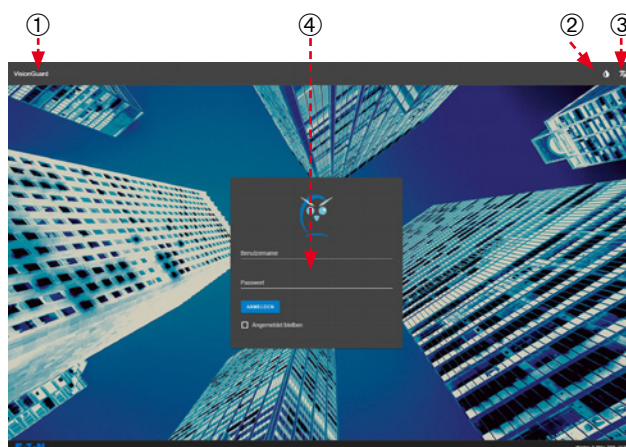 ① ④ ② ③
VisionGuard
Benutzername
Passwort
ANMELDEN
Angemeldet bleiben
E T N